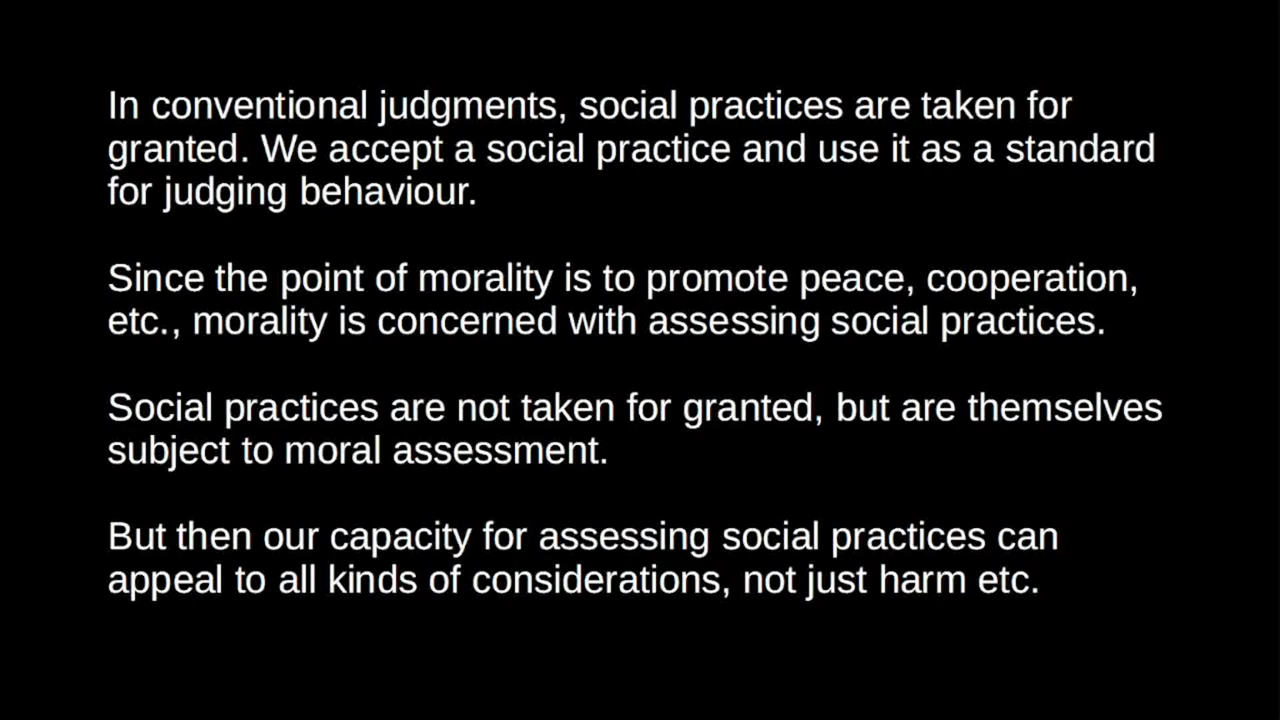 In conventional judgments, social practices are taken for
granted. We accept a social practice and use it as a standard
for judging behaviour.
Since the point of morality is to promote peace, cooperation,
etc., morality is concerned with assessing social practices.
Social practices are not taken for granted, but are themselves
subject to moral assessment.
But then our capacity for assessing social practices can
appeal to all kinds of considerations, not just harm etc.